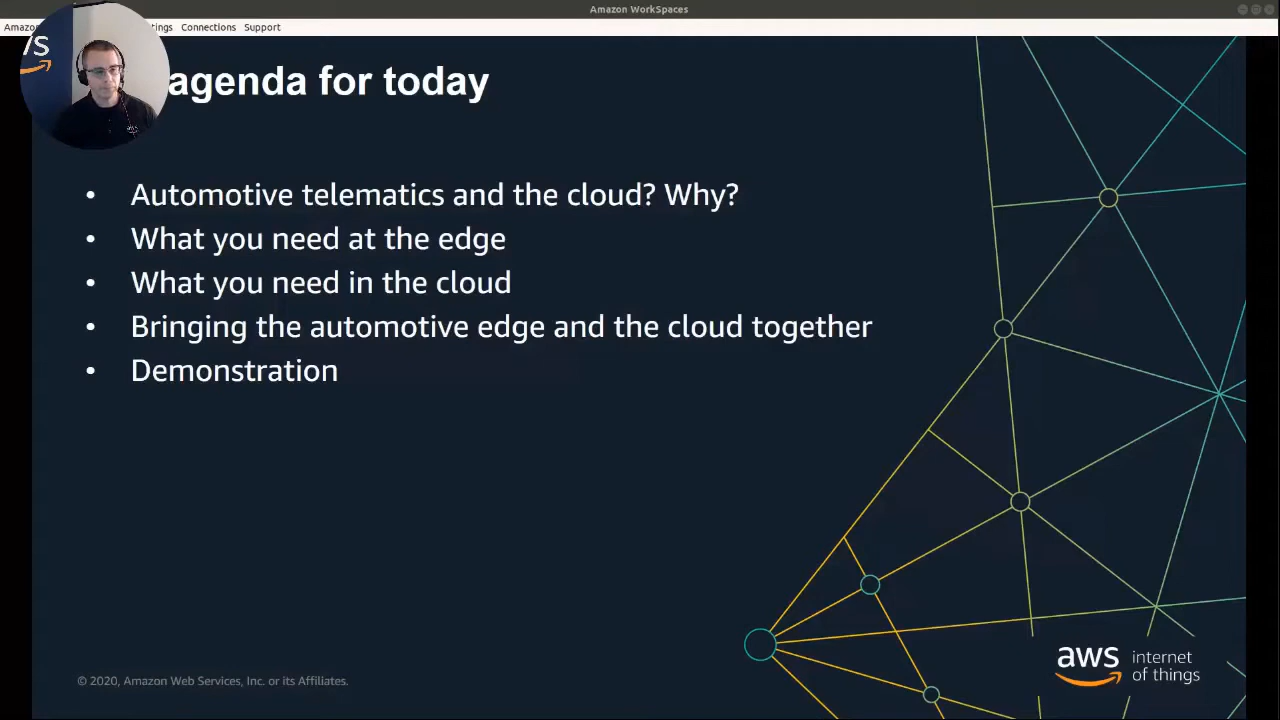 Amazon WorkSpaces
Connections Support
agenda for today
• Automotive telematics and the cloud? Why?
• What you need at the edge
• What you need in the cloud
• Bringing the automotive edge and the cloud together
• Demonstration
© 2020, Amazon Web Services, Inc. or its Affiliates.
aws internet
of things